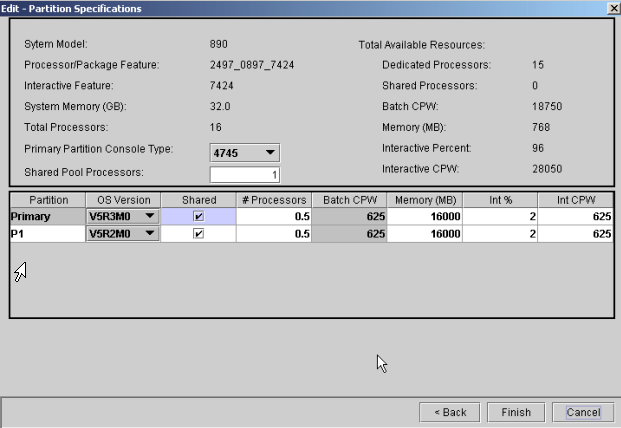 Edit - Partition Specifications
Sytem Model: 890
Processor/Package Feature: 2497_0897_7424
Interactive Feature: 7424
System Memory (GB): 32.0
Total Processors: 16
Primary Partition Console Type: 4745
Shared Pool Processors: 1
Total Available Resources:
Dedicated Processors: 15
Shared Processors: 0
Batch CPW: 18750
Memory (MB): 768
Interactive Percent: 96
Interactive CPW: 28050
Partition OS Version Shared # Processors Batch CPW Memory (MB) Int % Int CPW
Primary V5R3M0 0.5 625 16000 2 625
P1 V5R2M0 0.5 625 16000 2 625
< Back Finish Cancel